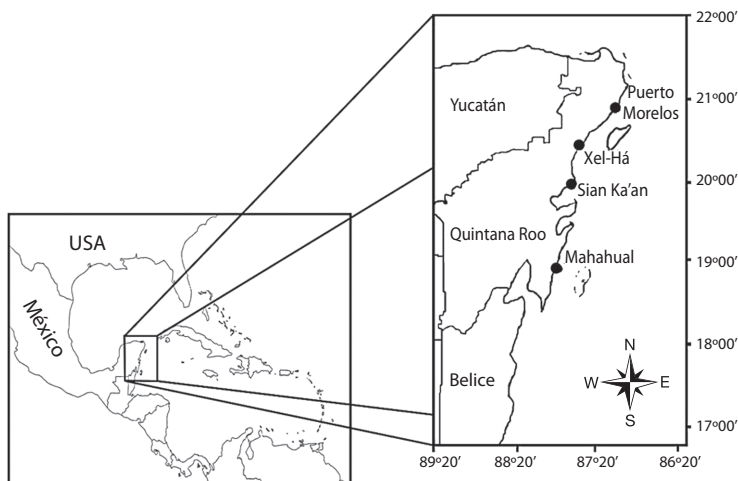 22º00'
Yucatán
Puerto
Morelos
21º00'
Xel-Há
Sian Ka'an
20º00'
USA
Quintana Roo
México
Mahahual
19º00'
18º00'
Belice
N
W E
S
17º00'
89º20' 88º20' 87º20' 86º20'